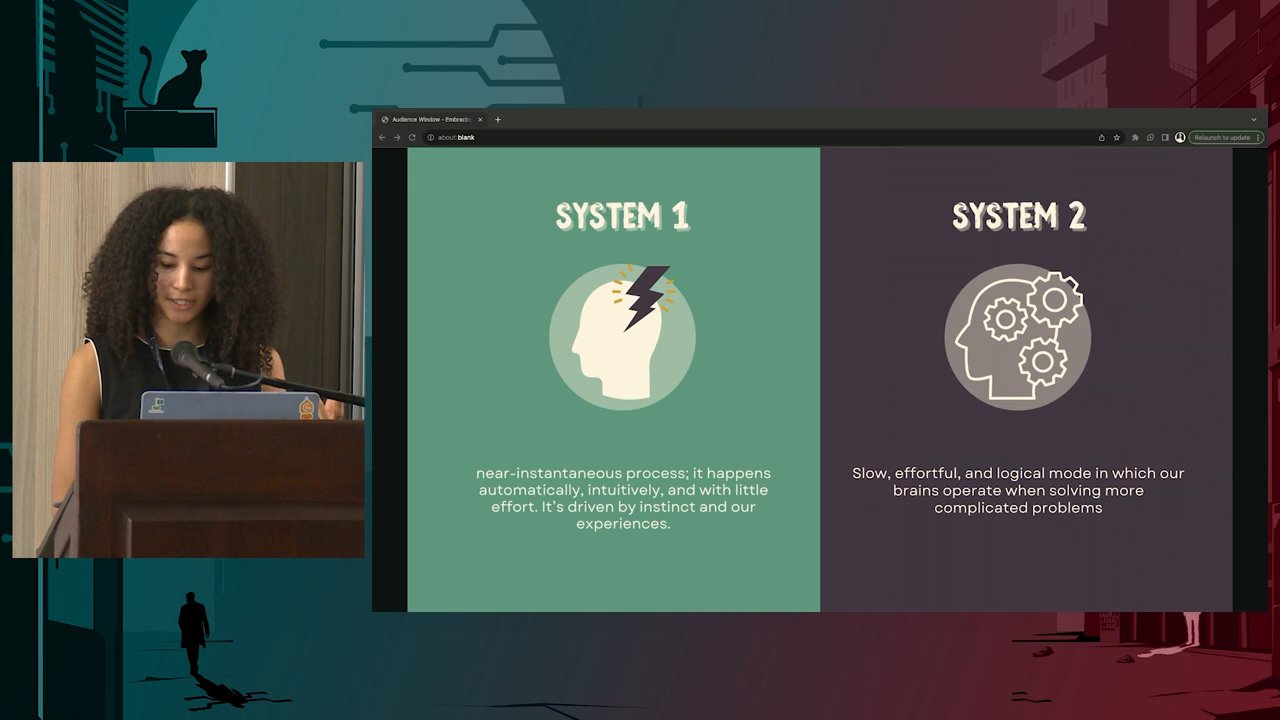 Audience Window - Embracin
about:blank
Relaunch to update
SYSTEM 1
near-instantaneous process; it happens
automatically, intuitively, and with little
effort. It's driven by instinct and our
experiences.
SYSTEM 2
Slow, effortful, and logical mode in which our
brains operate when solving more
complicated problems